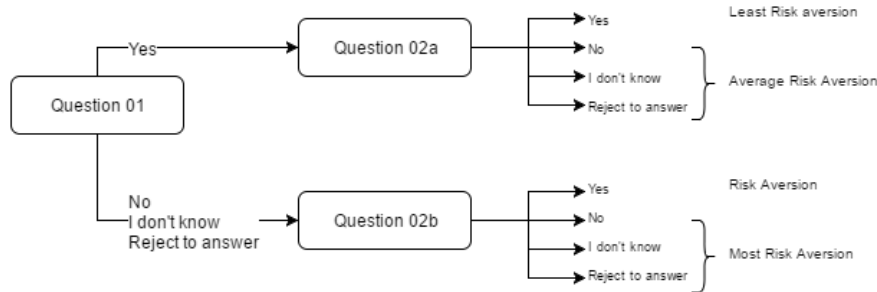 Yes
Question 02a
Yes
Least Risk aversion
No
I don't know
Average Risk Aversion
Reject to answer
Question 01
No
I don't know
Reject to answer
Question 02b
Yes
Risk Aversion
No
I don't know
Most Risk Aversion
Reject to answer